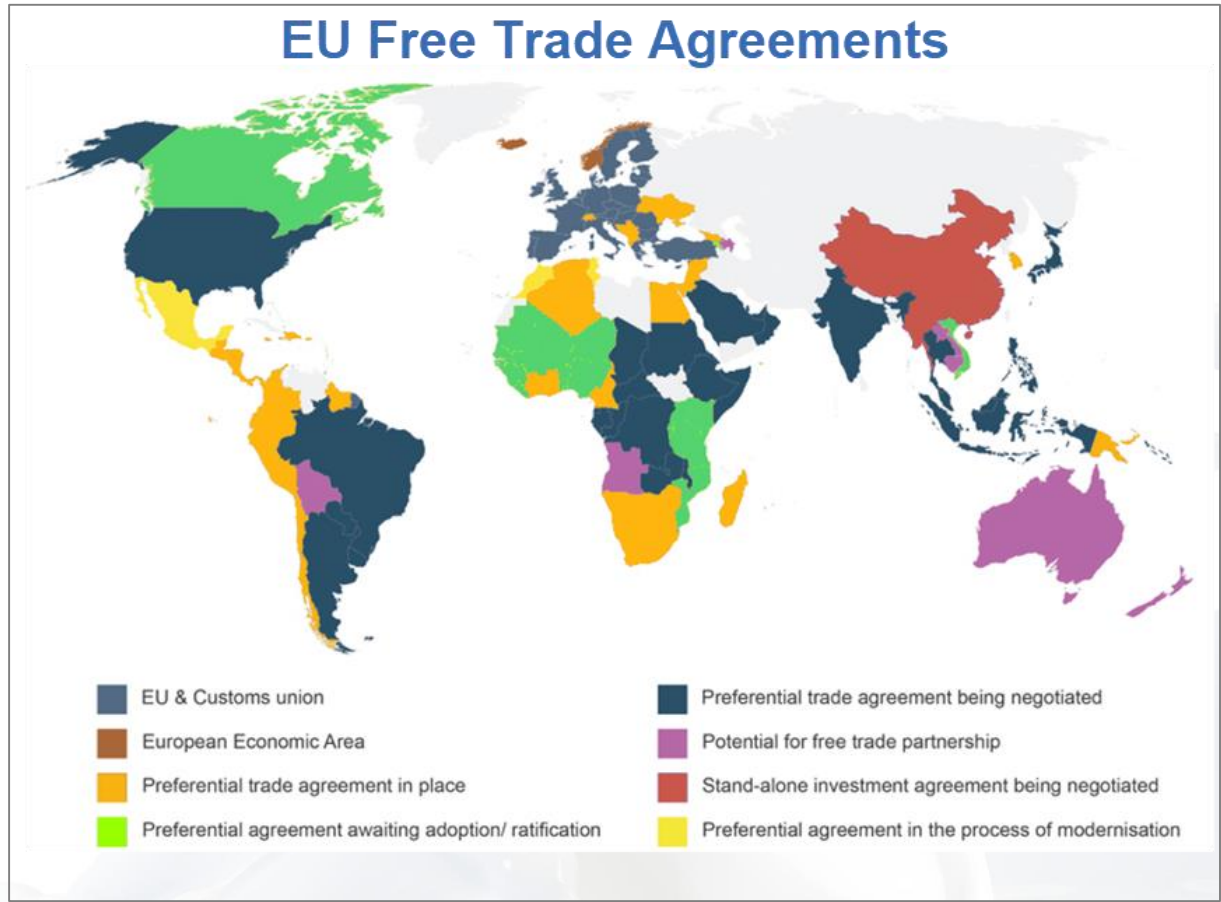 EU Free Trade Agreements
EU & Customs union
European Economic Area
Preferential trade agreement in place
Preferential agreement awaiting adoption/ ratification
Preferential trade agreement being negotiated
Potential for free trade partnership
Stand-alone investment agreement being negotiated
Preferential agreement in the process of modernisation